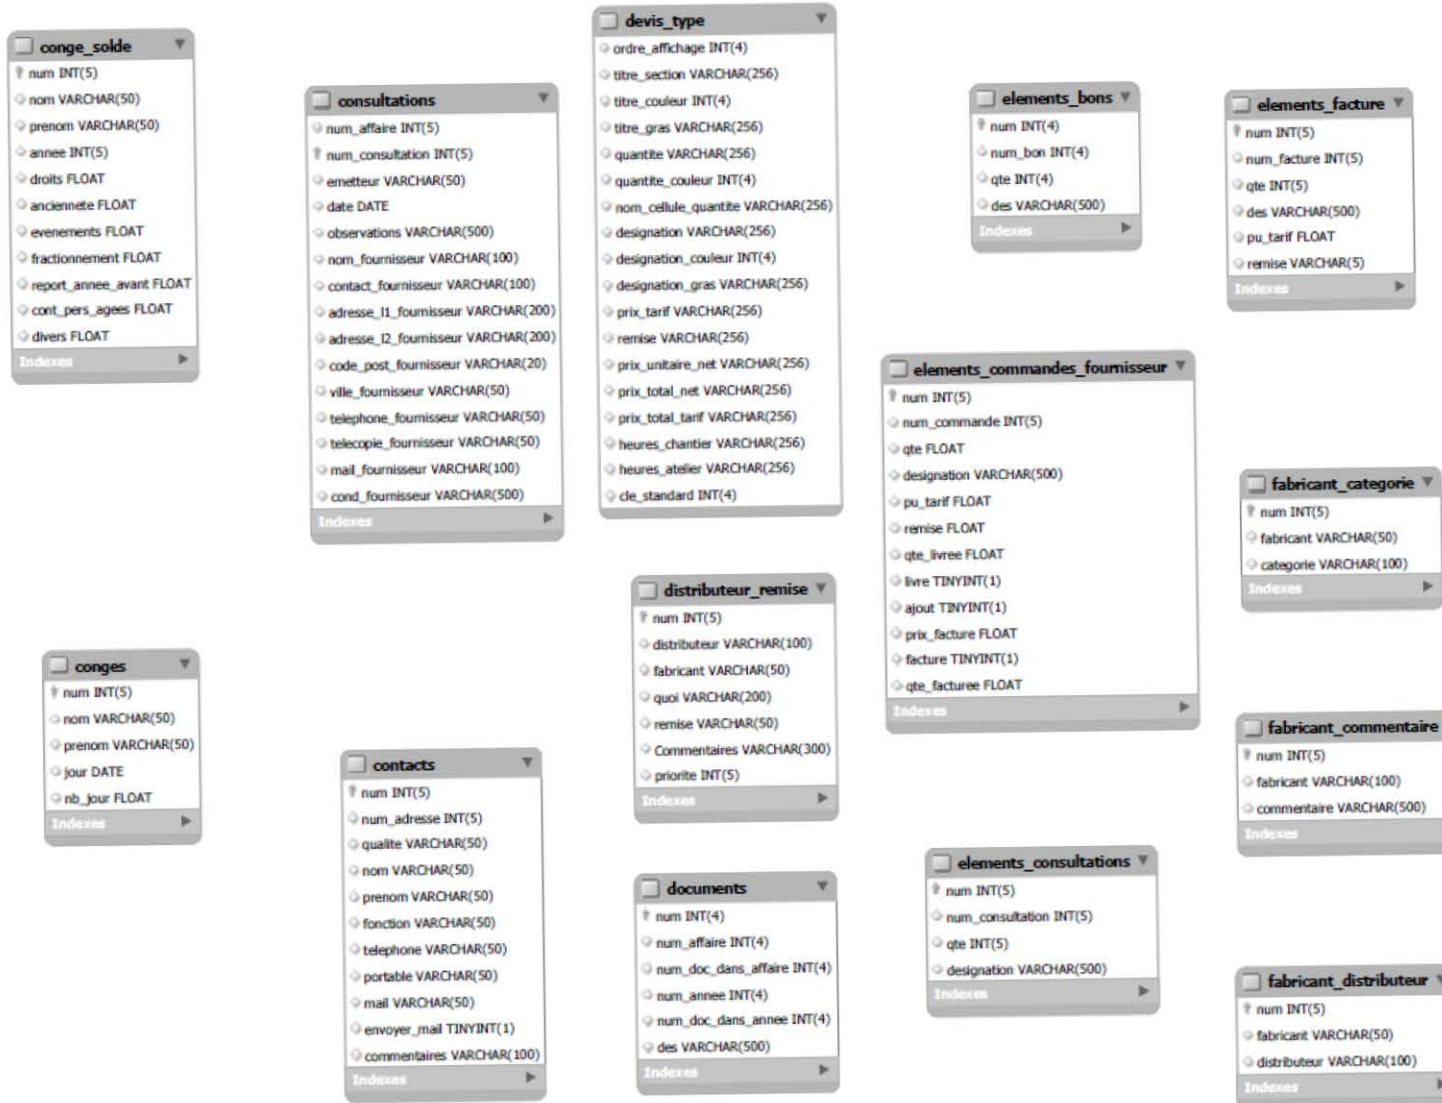 conge_solde
num INT(5)
nom VARCHAR(50)
prenom VARCHAR(50)
annee INT(5)
droits FLOAT
anciennete FLOAT
evenements FLOAT
fractionnement FLOAT
report_annee_avant FLOAT
cont_pers_agees FLOAT
divers FLOAT
Indexes
conges
num INT(5)
nom VARCHAR(50)
prenom VARCHAR(50)
jour DATE
nb_jour FLOAT
Indexes
consultations
num_affaire INT(5)
num_consultation INT(5)
emetteur VARCHAR(50)
date DATE
observations VARCHAR(500)
nom_fournisseur VARCHAR(100)
contact_fournisseur VARCHAR(100)
adresse_l1_fournisseur VARCHAR(200)
adresse_l2_fournisseur VARCHAR(200)
code_post_fournisseur VARCHAR(20)
ville_fournisseur VARCHAR(50)
telephone_fournisseur VARCHAR(50)
telecopie_fournisseur VARCHAR(50)
mail_fournisseur VARCHAR(100)
cond_fournisseur VARCHAR(500)
Indexes
contacts
num INT(5)
num_adresse INT(5)
qualite VARCHAR(50)
nom VARCHAR(50)
prenom VARCHAR(50)
fonction VARCHAR(50)
telephone VARCHAR(50)
portable VARCHAR(50)
mail VARCHAR(50)
envoyer_mail TINYINT(1)
commentaires VARCHAR(100)
Indexes
devis_type
ordre_affichage INT(4)
titre_section VARCHAR(256)
titre_couleur INT(4)
titre_gras VARCHAR(256)
quantite VARCHAR(256)
quantite_couleur INT(4)
nom_cellule_quantite VARCHAR(256)
designation VARCHAR(256)
designation_couleur INT(4)
designation_gras VARCHAR(256)
prix_tarif VARCHAR(256)
remise VARCHAR(256)
prix_unitaire_net VARCHAR(256)
prix_total_net VARCHAR(256)
prix_total_tarif VARCHAR(256)
heures_chantier VARCHAR(256)
heures_atelier VARCHAR(256)
cle_standard INT(4)
distributeur_remise
num INT(5)
distributeur VARCHAR(100)
fabricant VARCHAR(50)
quoi VARCHAR(200)
remise VARCHAR(50)
Commentaires VARCHAR(300)
priorite INT(5)
Indexes
documents
num INT(4)
num_affaire INT(4)
num_doc_dans_affaire INT(4)
num_annee INT(4)
num_doc_dans_annee INT(4)
des VARCHAR(500)
Indexes
elements_bons
num INT(4)
num_bon INT(4)
qte INT(4)
des VARCHAR(500)
Indexes
elements_commandes_fournisseur
num INT(5)
num_commande INT(5)
qte FLOAT
designation VARCHAR(500)
pu_tarif FLOAT
remise FLOAT
qte_livree FLOAT
livre TINYINT(1)
ajout TINYINT(1)
prix_facture FLOAT
facture TINYINT(1)
qte_facturee FLOAT
Indexes
elements_consultations
num INT(5)
num_consultation INT(5)
qte INT(5)
designation VARCHAR(500)
Indexes
elements_facture
num INT(5)
num_facture INT(5)
qte INT(5)
des VARCHAR(500)
pu_tarif FLOAT
remise VARCHAR(5)
Indexes
fabricant_categorie
num INT(5)
fabricant VARCHAR(50)
categorie VARCHAR(100)
Indexes
fabricant_commentaire
num INT(5)
fabricant VARCHAR(100)
commentaire VARCHAR(500)
Indexes
fabricant_distributeur
num INT(5)
fabricant VARCHAR(50)
distributeur VARCHAR(100)
Indexes